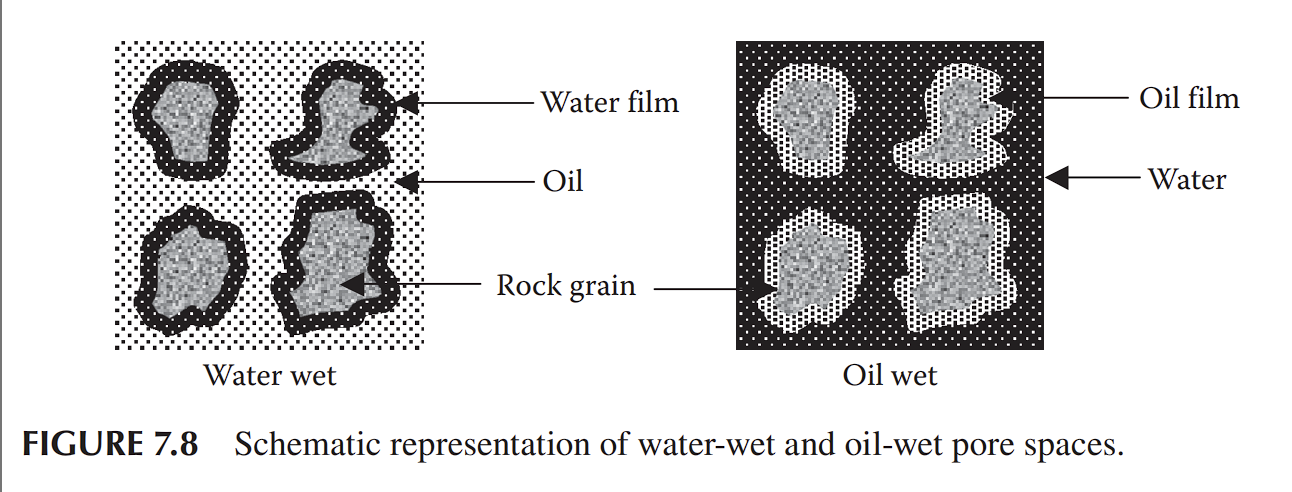 Water film
Oil
Rock grain
Water wet
Oil film
Water
Oil wet
FIGURE 7.8 Schematic representation of water-wet and oil-wet pore spaces.